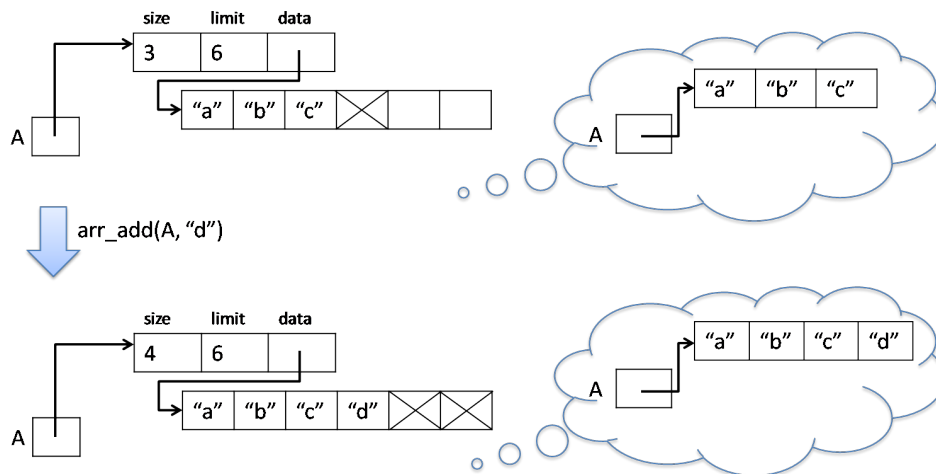 size limit data
3 6
“a” “b” “c”
A
“a” “b” “c”
A
arr_add(A, “d”)
size limit data
4 6
“a” “b” “c” “d”
A
“a” “b” “c” “d”
A